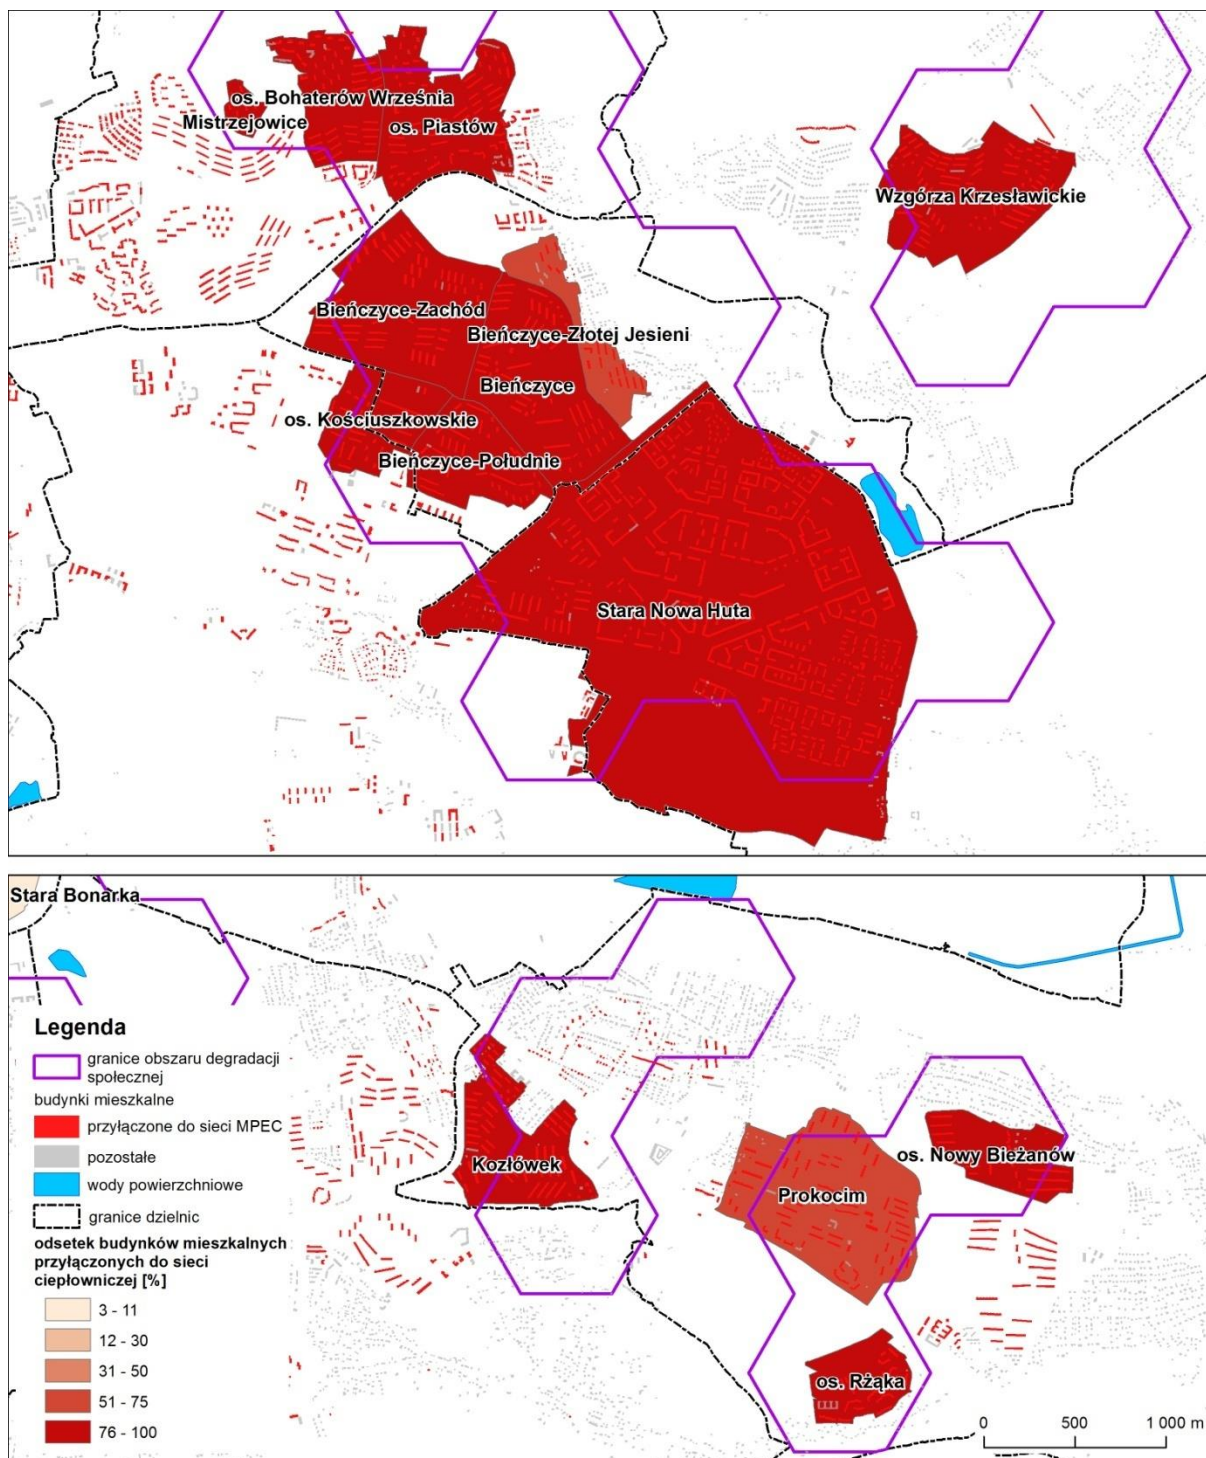 os. Bohaterów Września
Mistrzejowice
os. Piastów
Wzgórza Krzesławickie
Bieńczyce-Zachód
Bieńczyce-Złotej Jesieni
Bieńczyce
os. Kościuszkowskie
Bieńczyce-Południe
Stara Nowa Huta
Stara Bonarka
Legenda
granice obszaru degradacji
społecznej
budynki mieszkalne
przyłączone do sieci MPEC
pozostałe
wody powierzchniowe
granice dzielnic
odsetek budynków mieszkalnych
przyłączonych do sieci
ciepłowniczej [%]
3 - 11
12 - 30
31 - 50
51 - 75
76 - 100
Kozłówek
os. Nowy Bieżanów
Prokocim
os. Rżąka
0 500 1 000 m